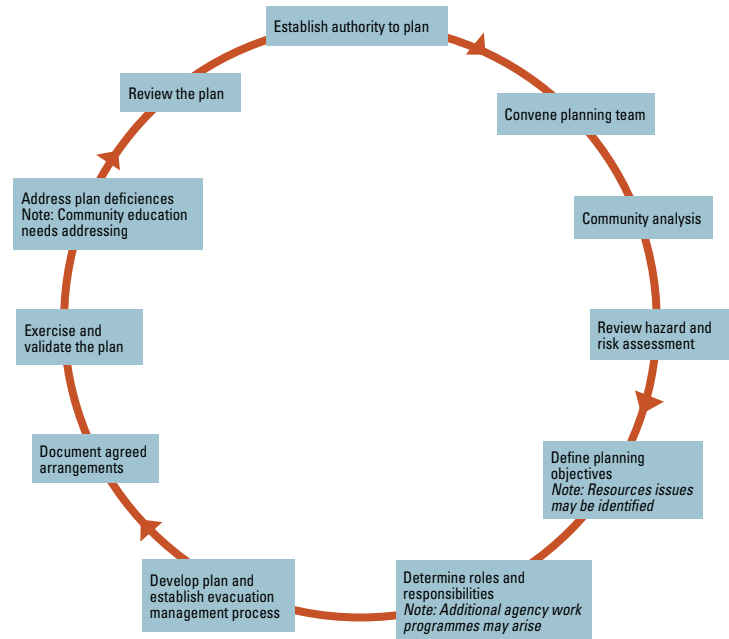 Establish authority to plan
Convene planning team
Community analysis
Review hazard and
risk assessment
Define planning
objectives
Note: Resources issues
may be identified
Determine roles and
responsibilities
Note: Additional agency work
programmes may arise
Develop plan and
establish evacuation
management process
Document agreed
arrangements
Exercise and
validate the plan
Address plan deficiences
Note: Community education
needs addressing
Review the plan